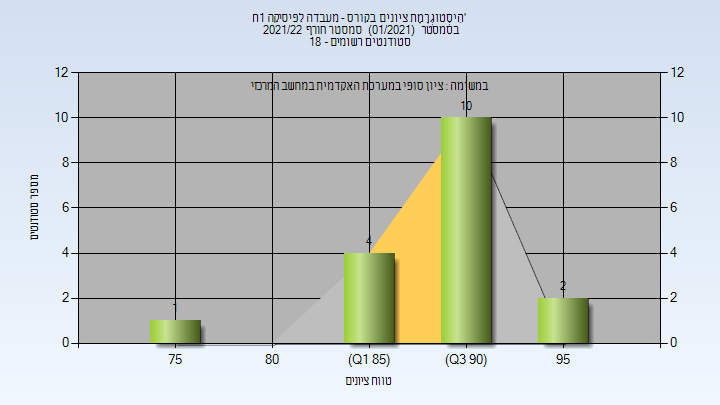 היסטוגרמת ציונים בקורס - מעבדה לפיסיקה 1ח'
בסמסטר (01/2021) סמסטר חורף 2021/22
סטודנטים רשומים - 18
במשימה : ציון סופי במערכת האקדמית במחשב המרכזי
12
10
8
6
4
2
0
12
10
8
6
4
2
0
מספר סטודנטים
1
4
10
2
75
80
(Q1 85)
(Q3 90)
95
טווח ציונים